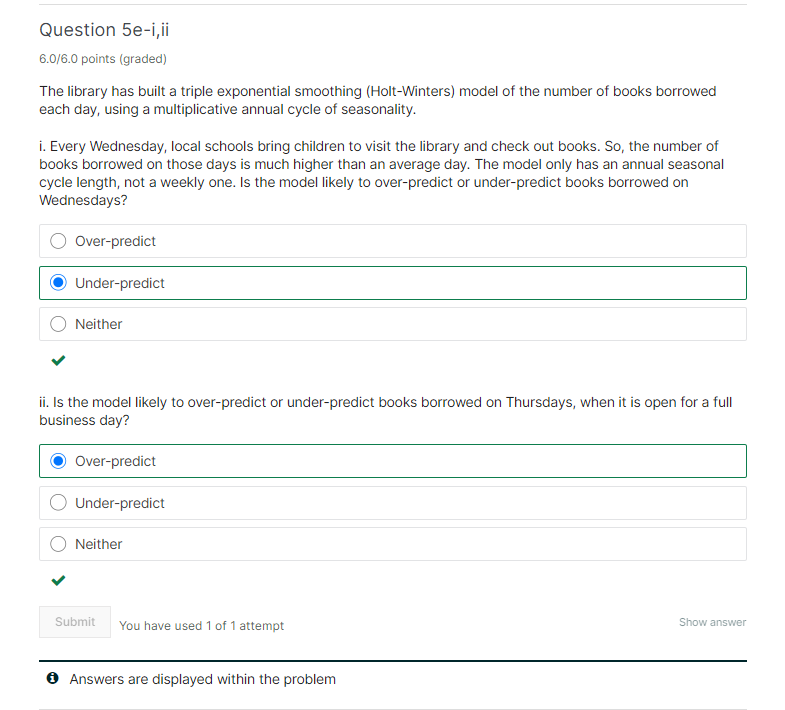 Question 5e-i,ii
6.0/6.0 points (graded)
The library has built a triple exponential smoothing (Holt-Winters) model of the number of books borrowed
each day, using a multiplicative annual cycle of seasonality.
i. Every Wednesday, local schools bring children to visit the library and check out books. So, the number of
books borrowed on those days is much higher than an average day. The model only has an annual seasonal
cycle length, not a weekly one. Is the model likely to over-predict or under-predict books borrowed on
Wednesdays?
Over-predict
Under-predict
Neither
ii. Is the model likely to over-predict or under-predict books borrowed on Thursdays, when it is open for a full
business day?
Over-predict
Under-predict
Neither
Submit
You have used 1 of 1 attempt
Show answer
Answers are displayed within the problem